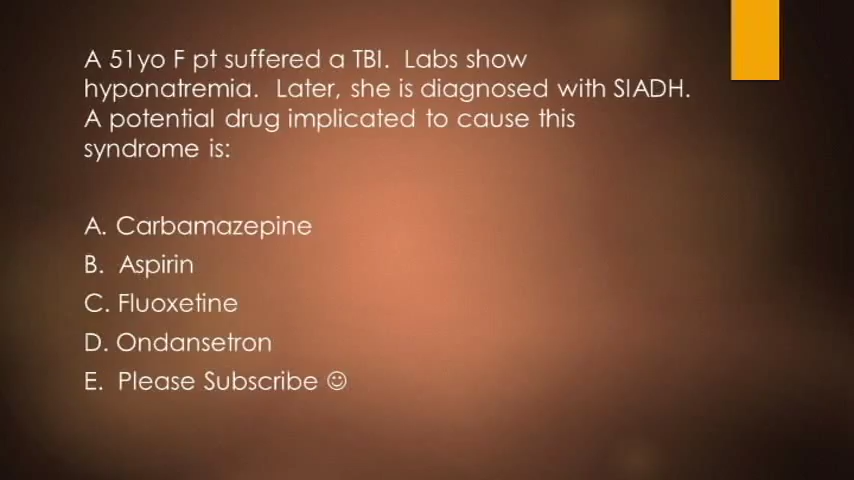 A 51yo F pt suffered a TBI.  Labs show
hyponatremia.  Later, she is diagnosed with SIADH.
A potential drug implicated to cause this
syndrome is:
A. Carbamazepine
B.  Aspirin
C. Fluoxetine
D. Ondansetron
E.  Please Subscribe ☺